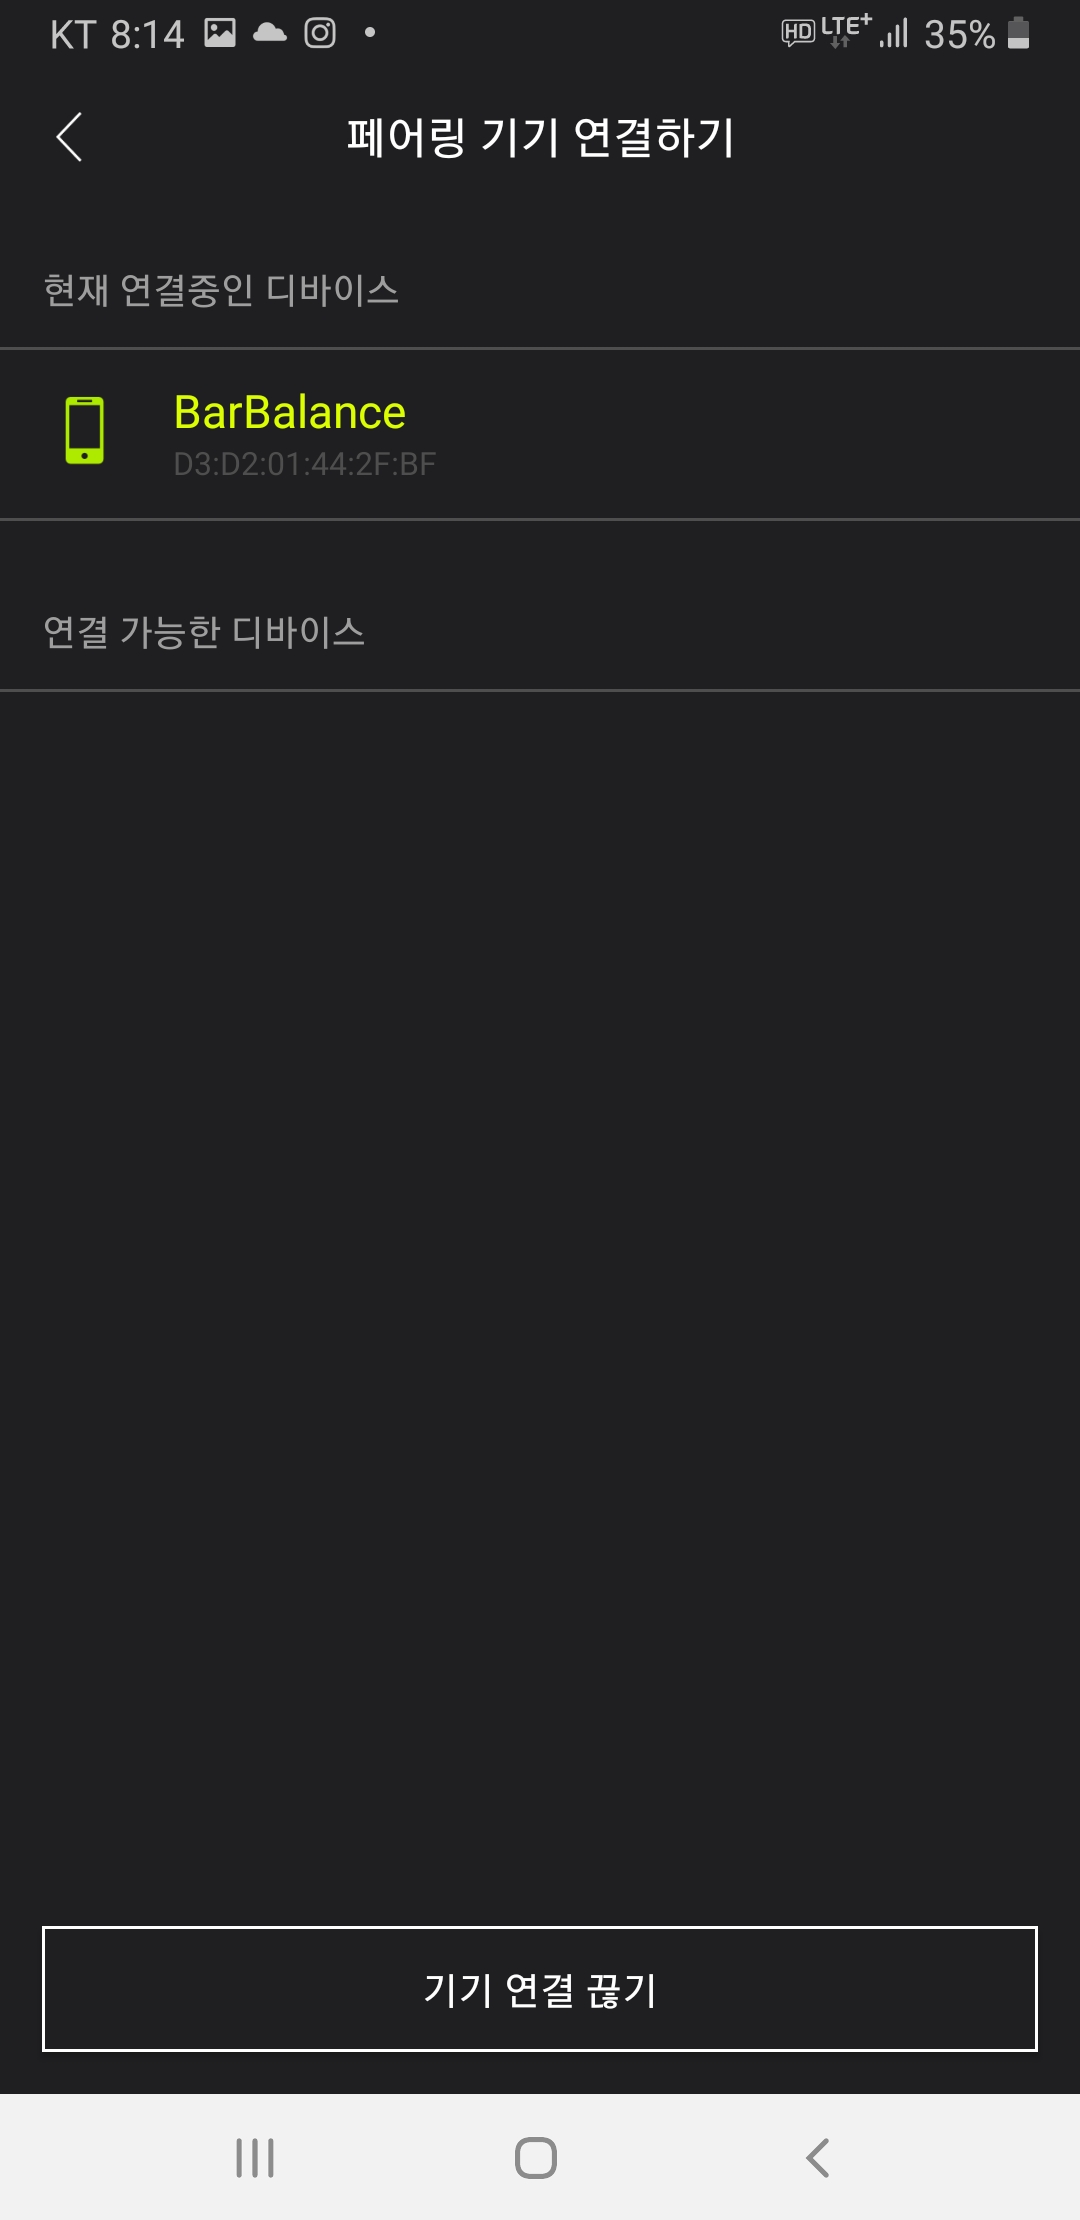 KT 8:14 HD LTE+ 35%
페어링 기기 연결하기
현재 연결중인 디바이스
BarBalance
D3:D2:01:44:2F:BF
연결 가능한 디바이스
기기 연결 끊기